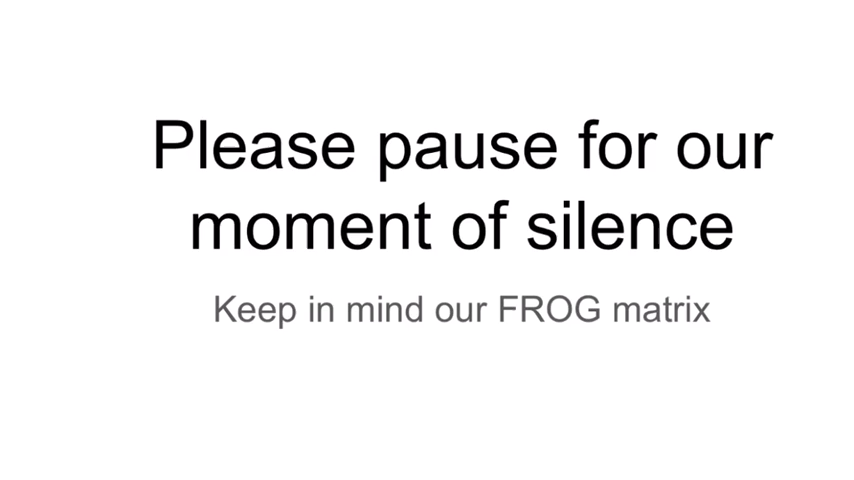 Please pause for our
moment of silence
Keep in mind our FROG matrix